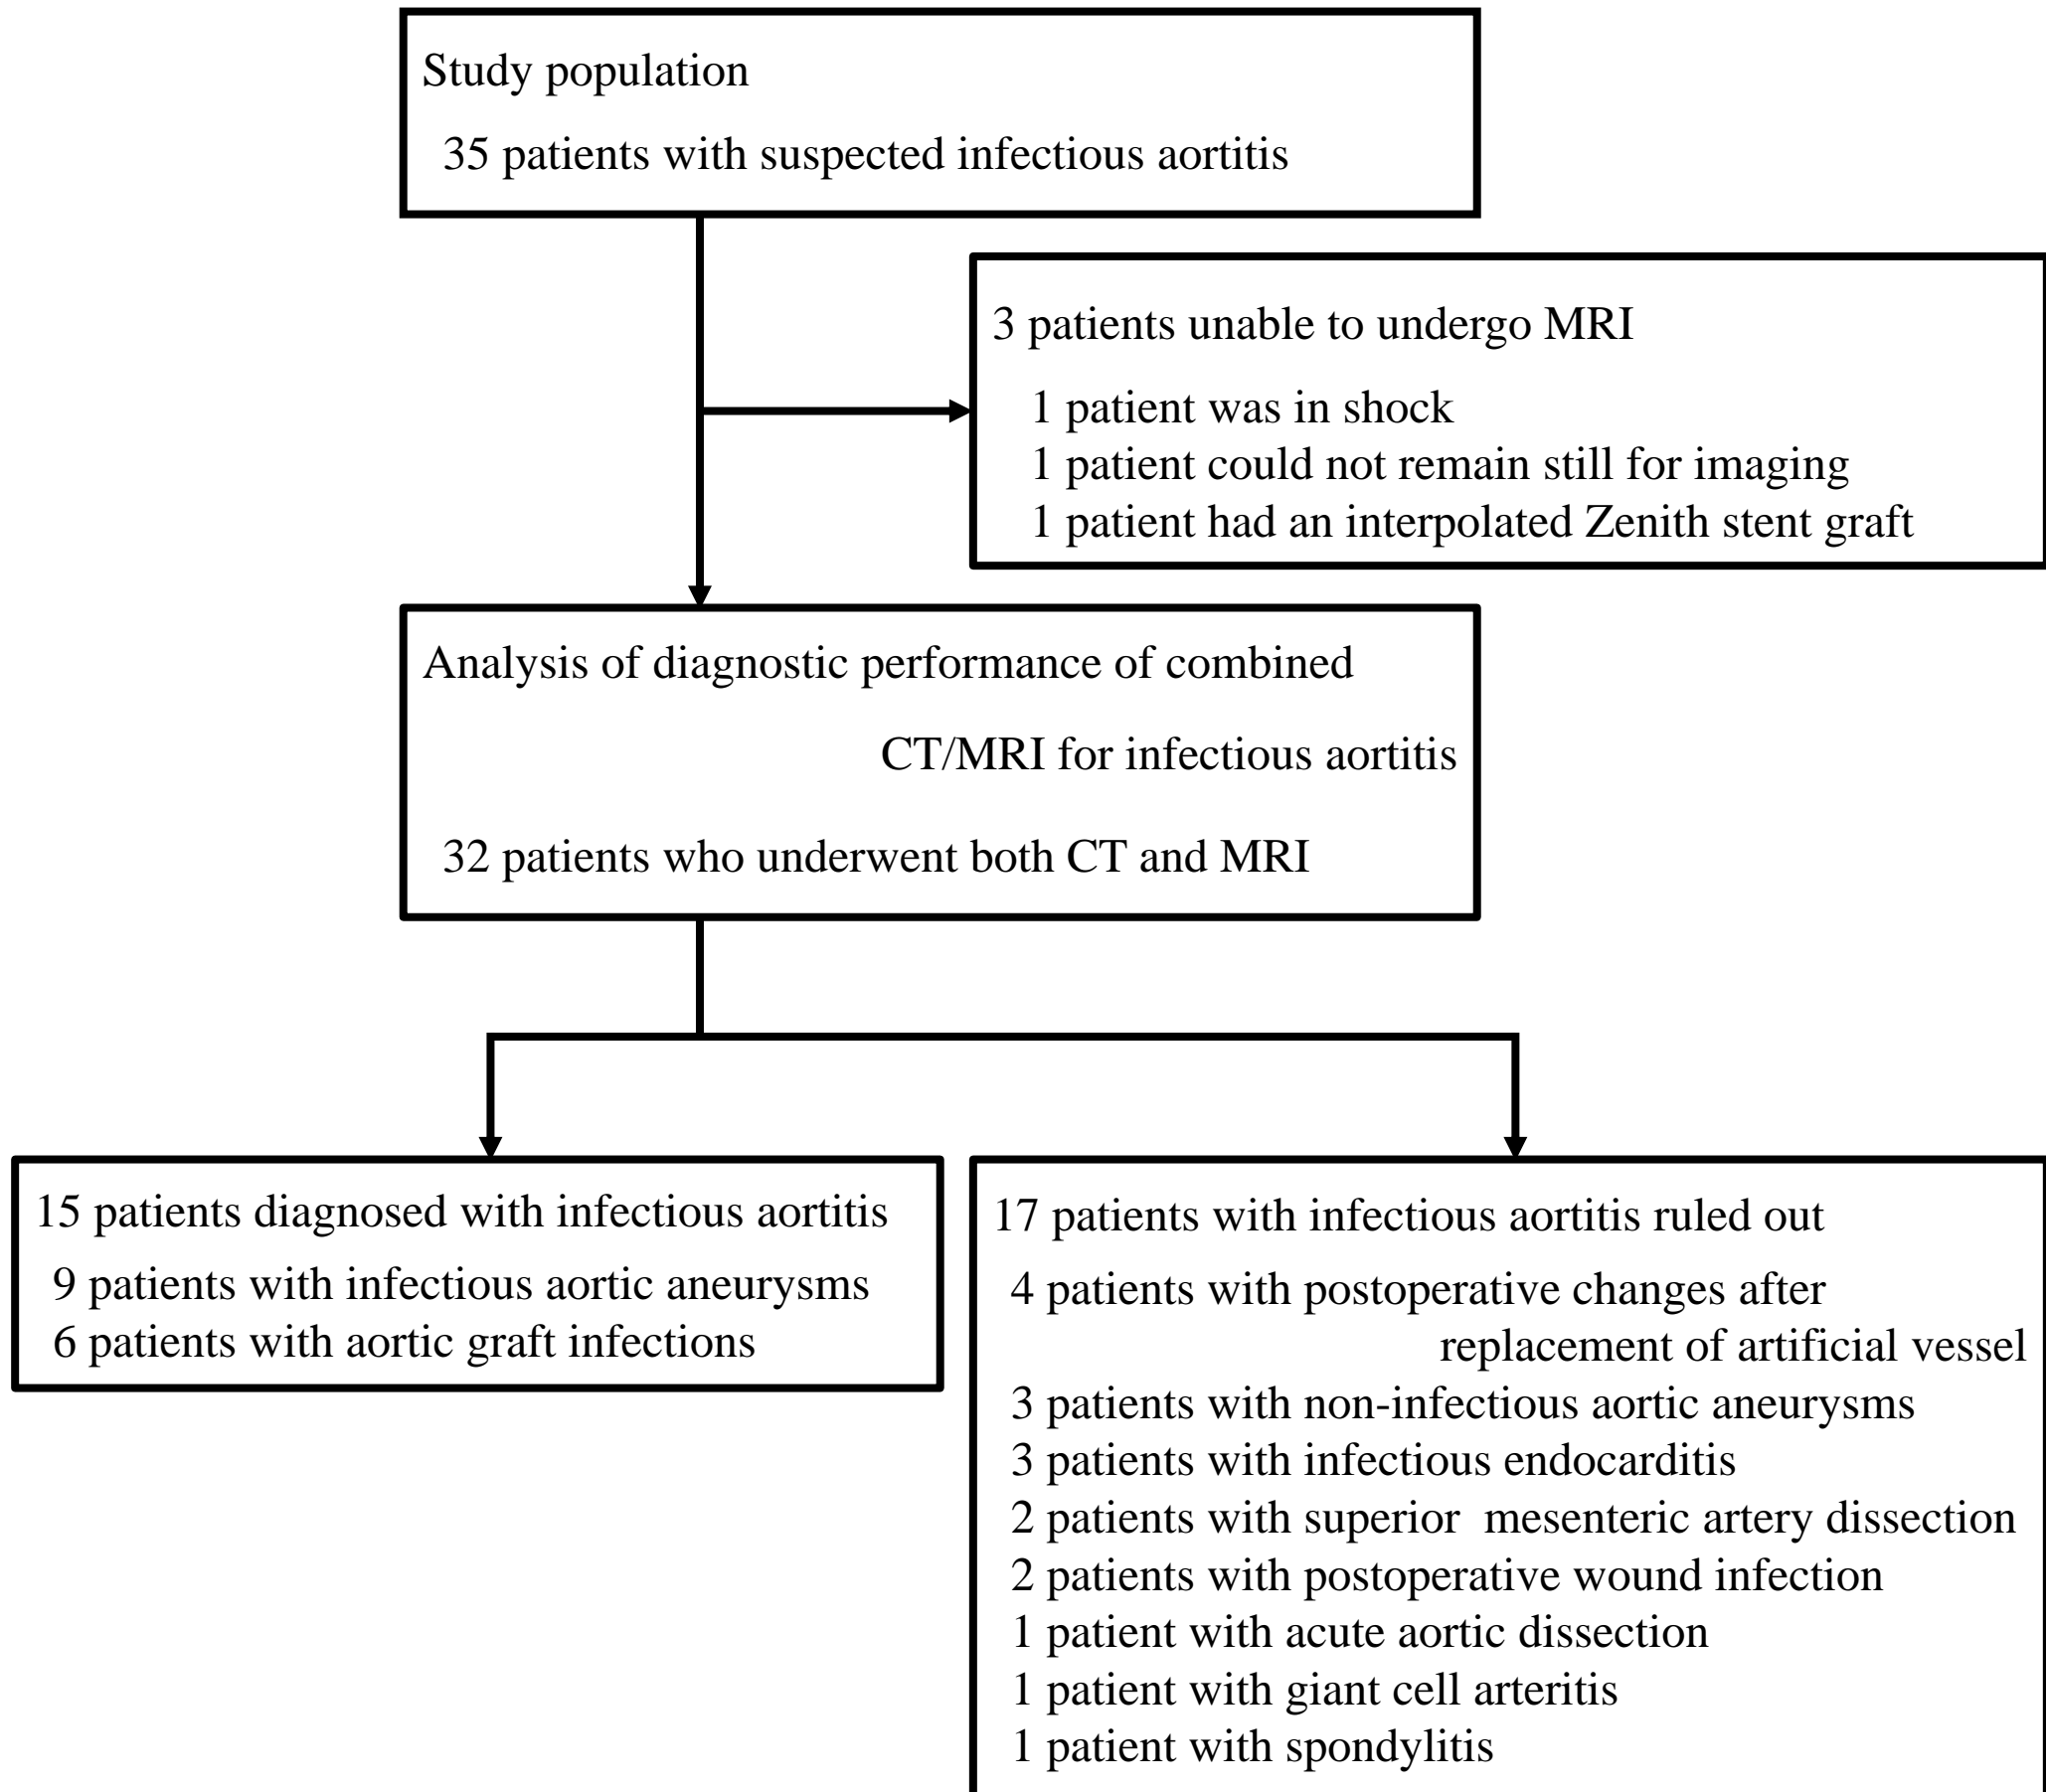 Study population
35 patients with suspected infectious aortitis
3 patients unable to undergo MRI
1 patient was in shock
1 patient could not remain still for imaging
1 patient had an interpolated Zenith stent graft
Analysis of diagnostic performance of combined
CT/MRI for infectious aortitis
32 patients who underwent both CT and MRI
15 patients diagnosed with infectious aortitis
9 patients with infectious aortic aneurysms
6 patients with aortic graft infections
17 patients with infectious aortitis ruled out
4 patients with postoperative changes after
replacement of artificial vessel
3 patients with non-infectious aortic aneurysms
3 patients with infectious endocarditis
2 patients with superior  mesenteric artery dissection
2 patients with postoperative wound infection
1 patient with acute aortic dissection
1 patient with giant cell arteritis
1 patient with spondylitis